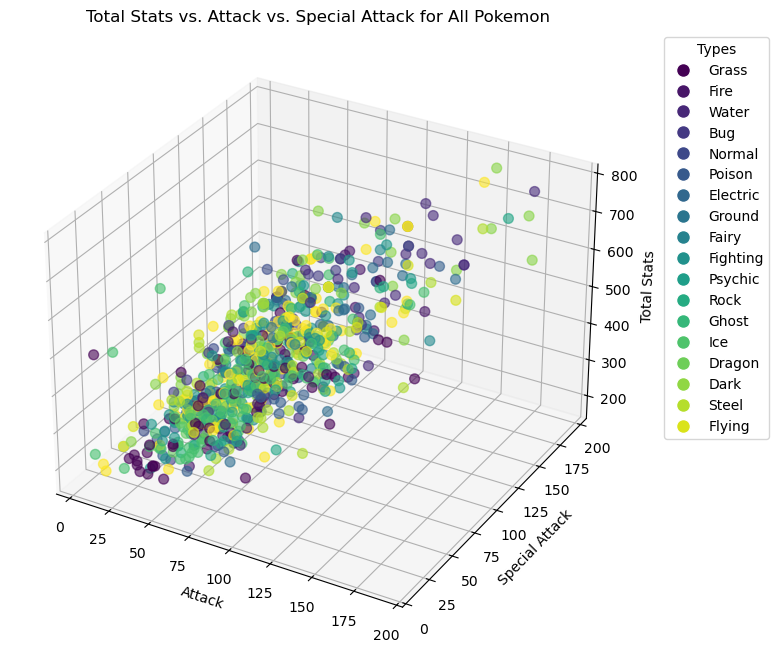 Total Stats vs. Attack vs. Special Attack for All Pokemon
Types
Grass
Fire
Water
Bug
Normal
Poison
Electric
Ground
Fairy
Fighting
Psychic
Rock
Ghost
Ice
Dragon
Dark
Steel
Flying
800
700
600
500
400
300
200
Total Stats
0
25
50
75
100
125
150
175
200
Attack
0
25
50
75
100
125
150
175
200
Special Attack